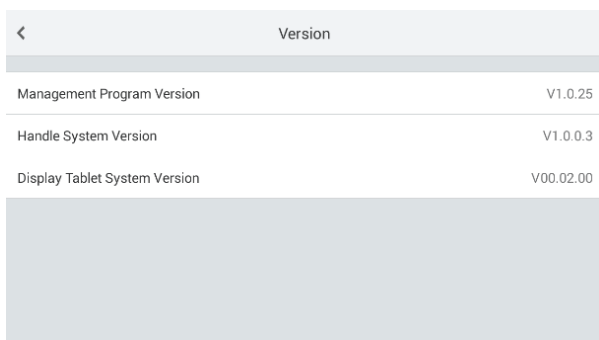 Version
Management Program Version V1.0.25
Handle System Version V1.0.0.3
Display Tablet System Version V00.02.00